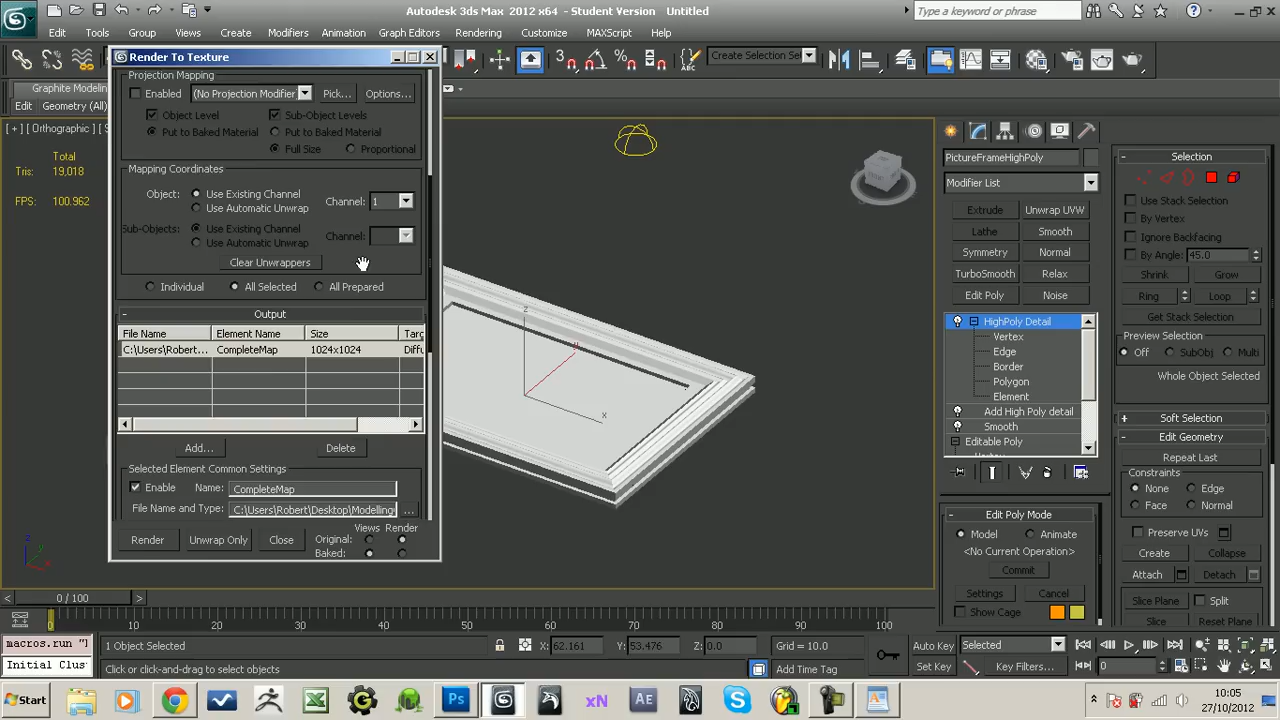 Autodesk 3ds Max 2012 x64 - Student Version Untitled
Type a keyword or phrase
Edit Tools Group Views Create Modifiers Animation Graph Editors Rendering Customize MAXScript Help
Create Selection Se
Graphite Modeling
Edit Geometry (All)
[ + ] [ Orthographic ] [ S
Total
Tris: 19,018
FPS: 100.962
Render To Texture
Projection Mapping
Enabled (No Projection Modifier Pick... Options...
Object Level Sub-Object Levels
Put to Baked Material Put to Baked Material
Full Size Proportional
Mapping Coordinates
Object: Use Existing Channel
Use Automatic Unwrap
Channel: 1
Sub-Objects: Use Existing Channel
Use Automatic Unwrap
Channel:
Clear Unwrappers
Individual All Selected All Prepared
Output
File Name Element Name Size Targ
C:\Users\Robert... CompleteMap 1024x1024 Diffu
Add... Delete
Selected Element Common Settings
Enable Name: CompleteMap
File Name and Type: C:\Users\Robert\Desktop\Modelling ...
Views Render
Render Unwrap Only Close Original:
Baked:
z
x
PictureFrameHighPoly
Modifier List
Extrude Unwrap UVW
Lathe Smooth
Symmetry Normal
TurboSmooth Relax
Edit Poly Noise
HighPoly Detail
Vertex
Edge
Border
Polygon
Element
Add High Poly detail
Smooth
Editable Poly
Edit Poly Mode
Model Animate
<No Current Operation>
Commit
Settings Cancel
Show Cage
Selection
Use Stack Selection
By Vertex
Ignore Backfacing
By Angle: 45.0
Shrink Grow
Ring Loop
Get Stack Selection
Preview Selection
Off SubObj Multi
Whole Object Selected
Soft Selection
Edit Geometry
Repeat Last
Constraints
None Edge
Face Normal
Preserve UVs
Create Collapse
Attach Detach
Slice Plane Split
Slice Reset Plane
0 / 100
0 10 20 30 40 50 60 70 80 90 100
macros.run "]
Initial Clus
1 Object Selected
X: 62.161 Y: 53.476 Z: 0.0 Grid = 10.0
Click or click-and-drag to select objects
Add Time Tag
Auto Key Selected
Set Key Key Filters...
0
Start
Ps
xN
AE
10:05
27/10/2012